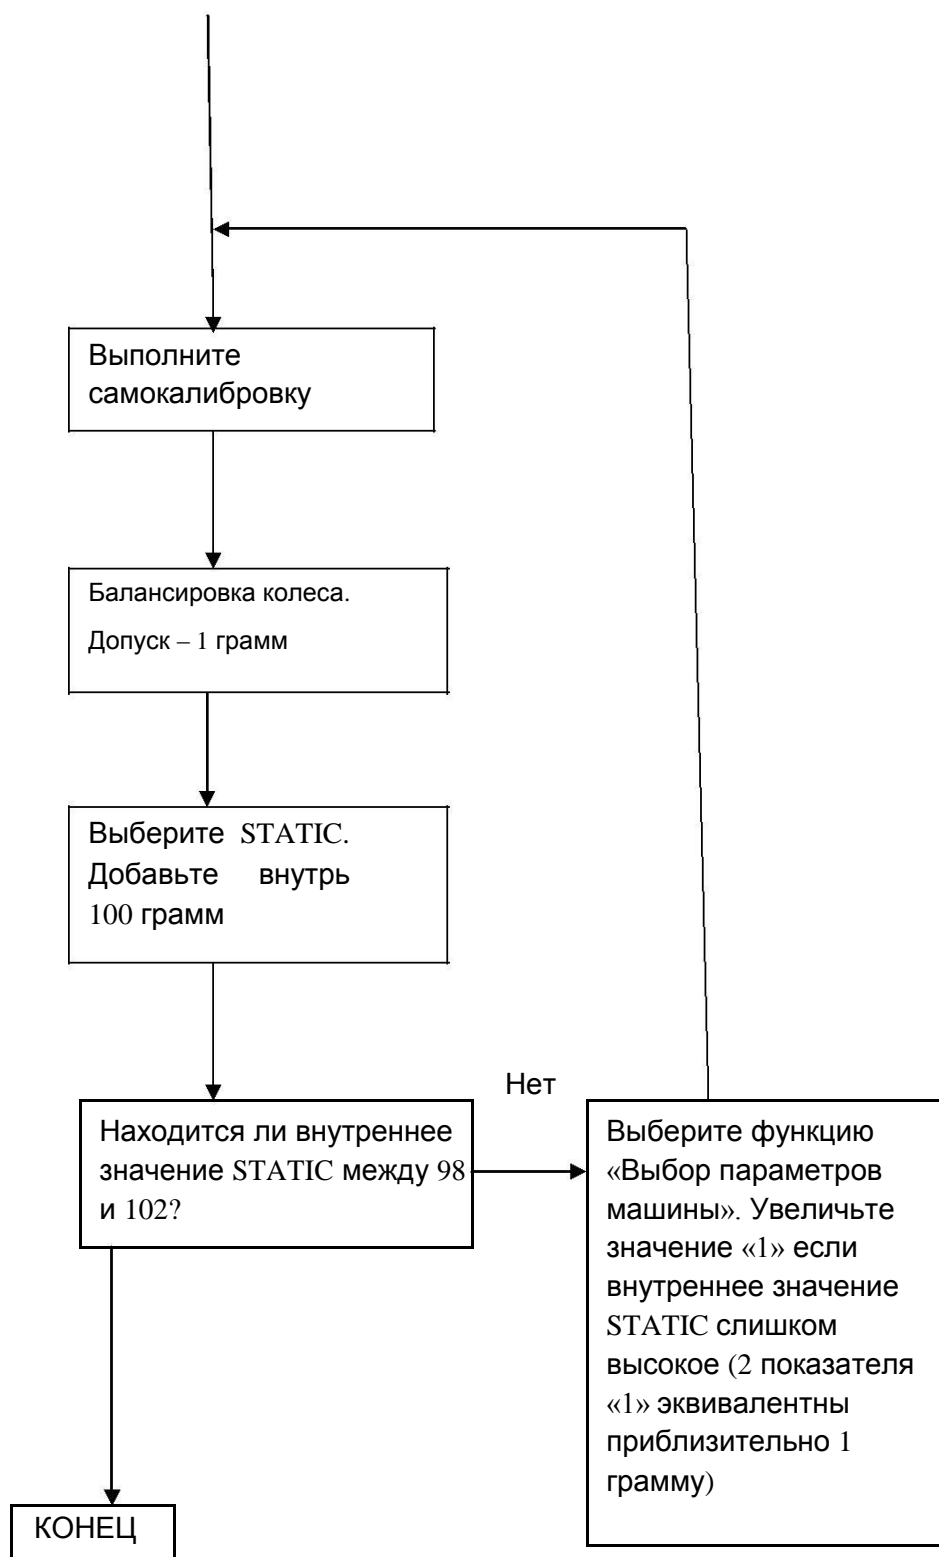 Выполните
самокалибровку
Балансировка колеса.
Допуск – 1 грамм
Выберите STATIC.
Добавьте внутрь
100 грамм
Нет
Находится ли внутреннее
значение STATIC между 98
и 102?
Выберите функцию
«Выбор параметров
машины». Увеличьте
значение «1» если
внутреннее значение
STATIC слишком
высокое (2 показателя
«1» эквивалентны
приблизительно 1
грамму)
КОНЕЦ